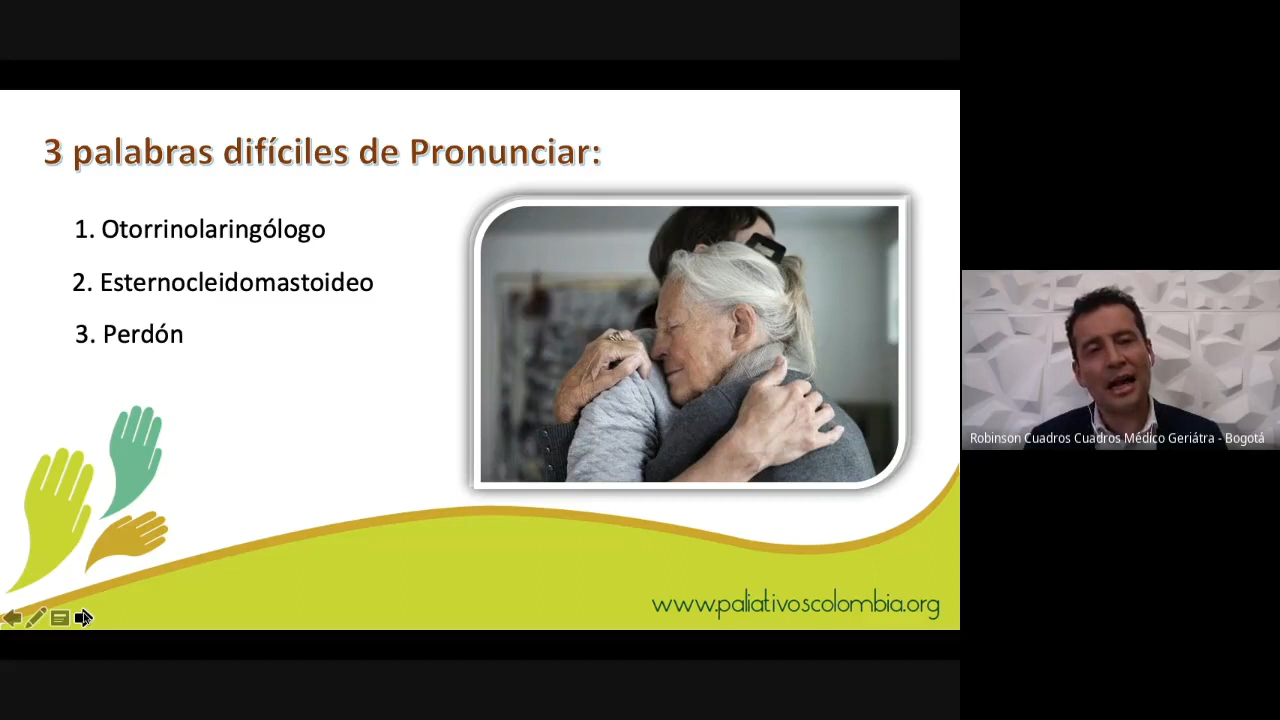 3 palabras difíciles de Pronunciar:
1. Otorrinolaringólogo
2. Esternocleidomastoideo
3. Perdón
www.paliativoscolombia.org
Robinson Cuadros Cuadros Médico Geriátra - Bogotá